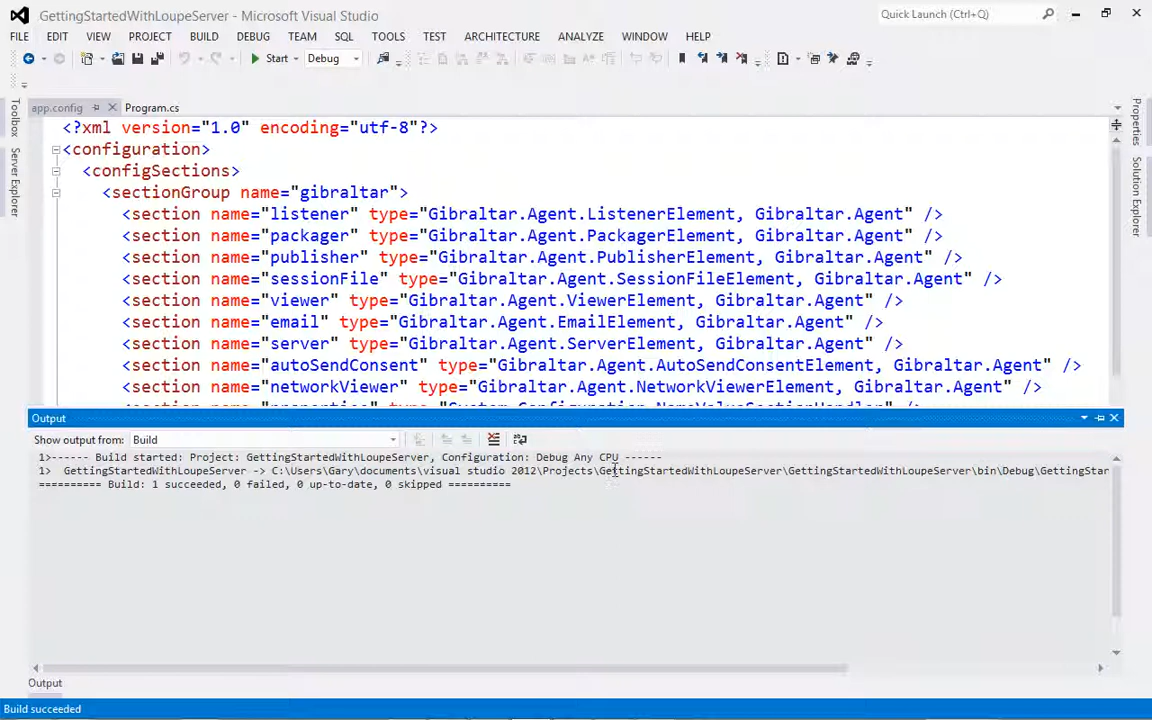 GettingStartedWithLoupeServer - Microsoft Visual Studio
Quick Launch (Ctrl+Q)
FILE EDIT VIEW PROJECT BUILD DEBUG TEAM SQL TOOLS TEST ARCHITECTURE ANALYZE WINDOW HELP
Start Debug
app.config Program.cs
Toolbox
Server Explorer
Properties
Solution Explorer
<?xml version="1.0" encoding="utf-8"?>
<configuration>
<configSections>
<sectionGroup name="gibraltar">
<section name="listener" type="Gibraltar.Agent.ListenerElement, Gibraltar.Agent" />
<section name="packager" type="Gibraltar.Agent.PackagerElement, Gibraltar.Agent" />
<section name="publisher" type="Gibraltar.Agent.PublisherElement, Gibraltar.Agent" />
<section name="sessionFile" type="Gibraltar.Agent.SessionFileElement, Gibraltar.Agent" />
<section name="viewer" type="Gibraltar.Agent.ViewerElement, Gibraltar.Agent" />
<section name="email" type="Gibraltar.Agent.EmailElement, Gibraltar.Agent" />
<section name="server" type="Gibraltar.Agent.ServerElement, Gibraltar.Agent" />
<section name="autoSendConsent" type="Gibraltar.Agent.AutoSendConsentElement, Gibraltar.Agent" />
<section name="networkViewer" type="Gibraltar.Agent.NetworkViewerElement, Gibraltar.Agent" />
Output
Show output from: Build
1>------ Build started: Project: GettingStartedWithLoupeServer, Configuration: Debug Any CPU ------
1> GettingStartedWithLoupeServer -> C:\Users\Gary\documents\visual studio 2012\Projects\GettingStartedWithLoupeServer\GettingStartedWithLoupeServer\bin\Debug\GettingStar
========== Build: 1 succeeded, 0 failed, 0 up-to-date, 0 skipped ==========
Output
Build succeeded